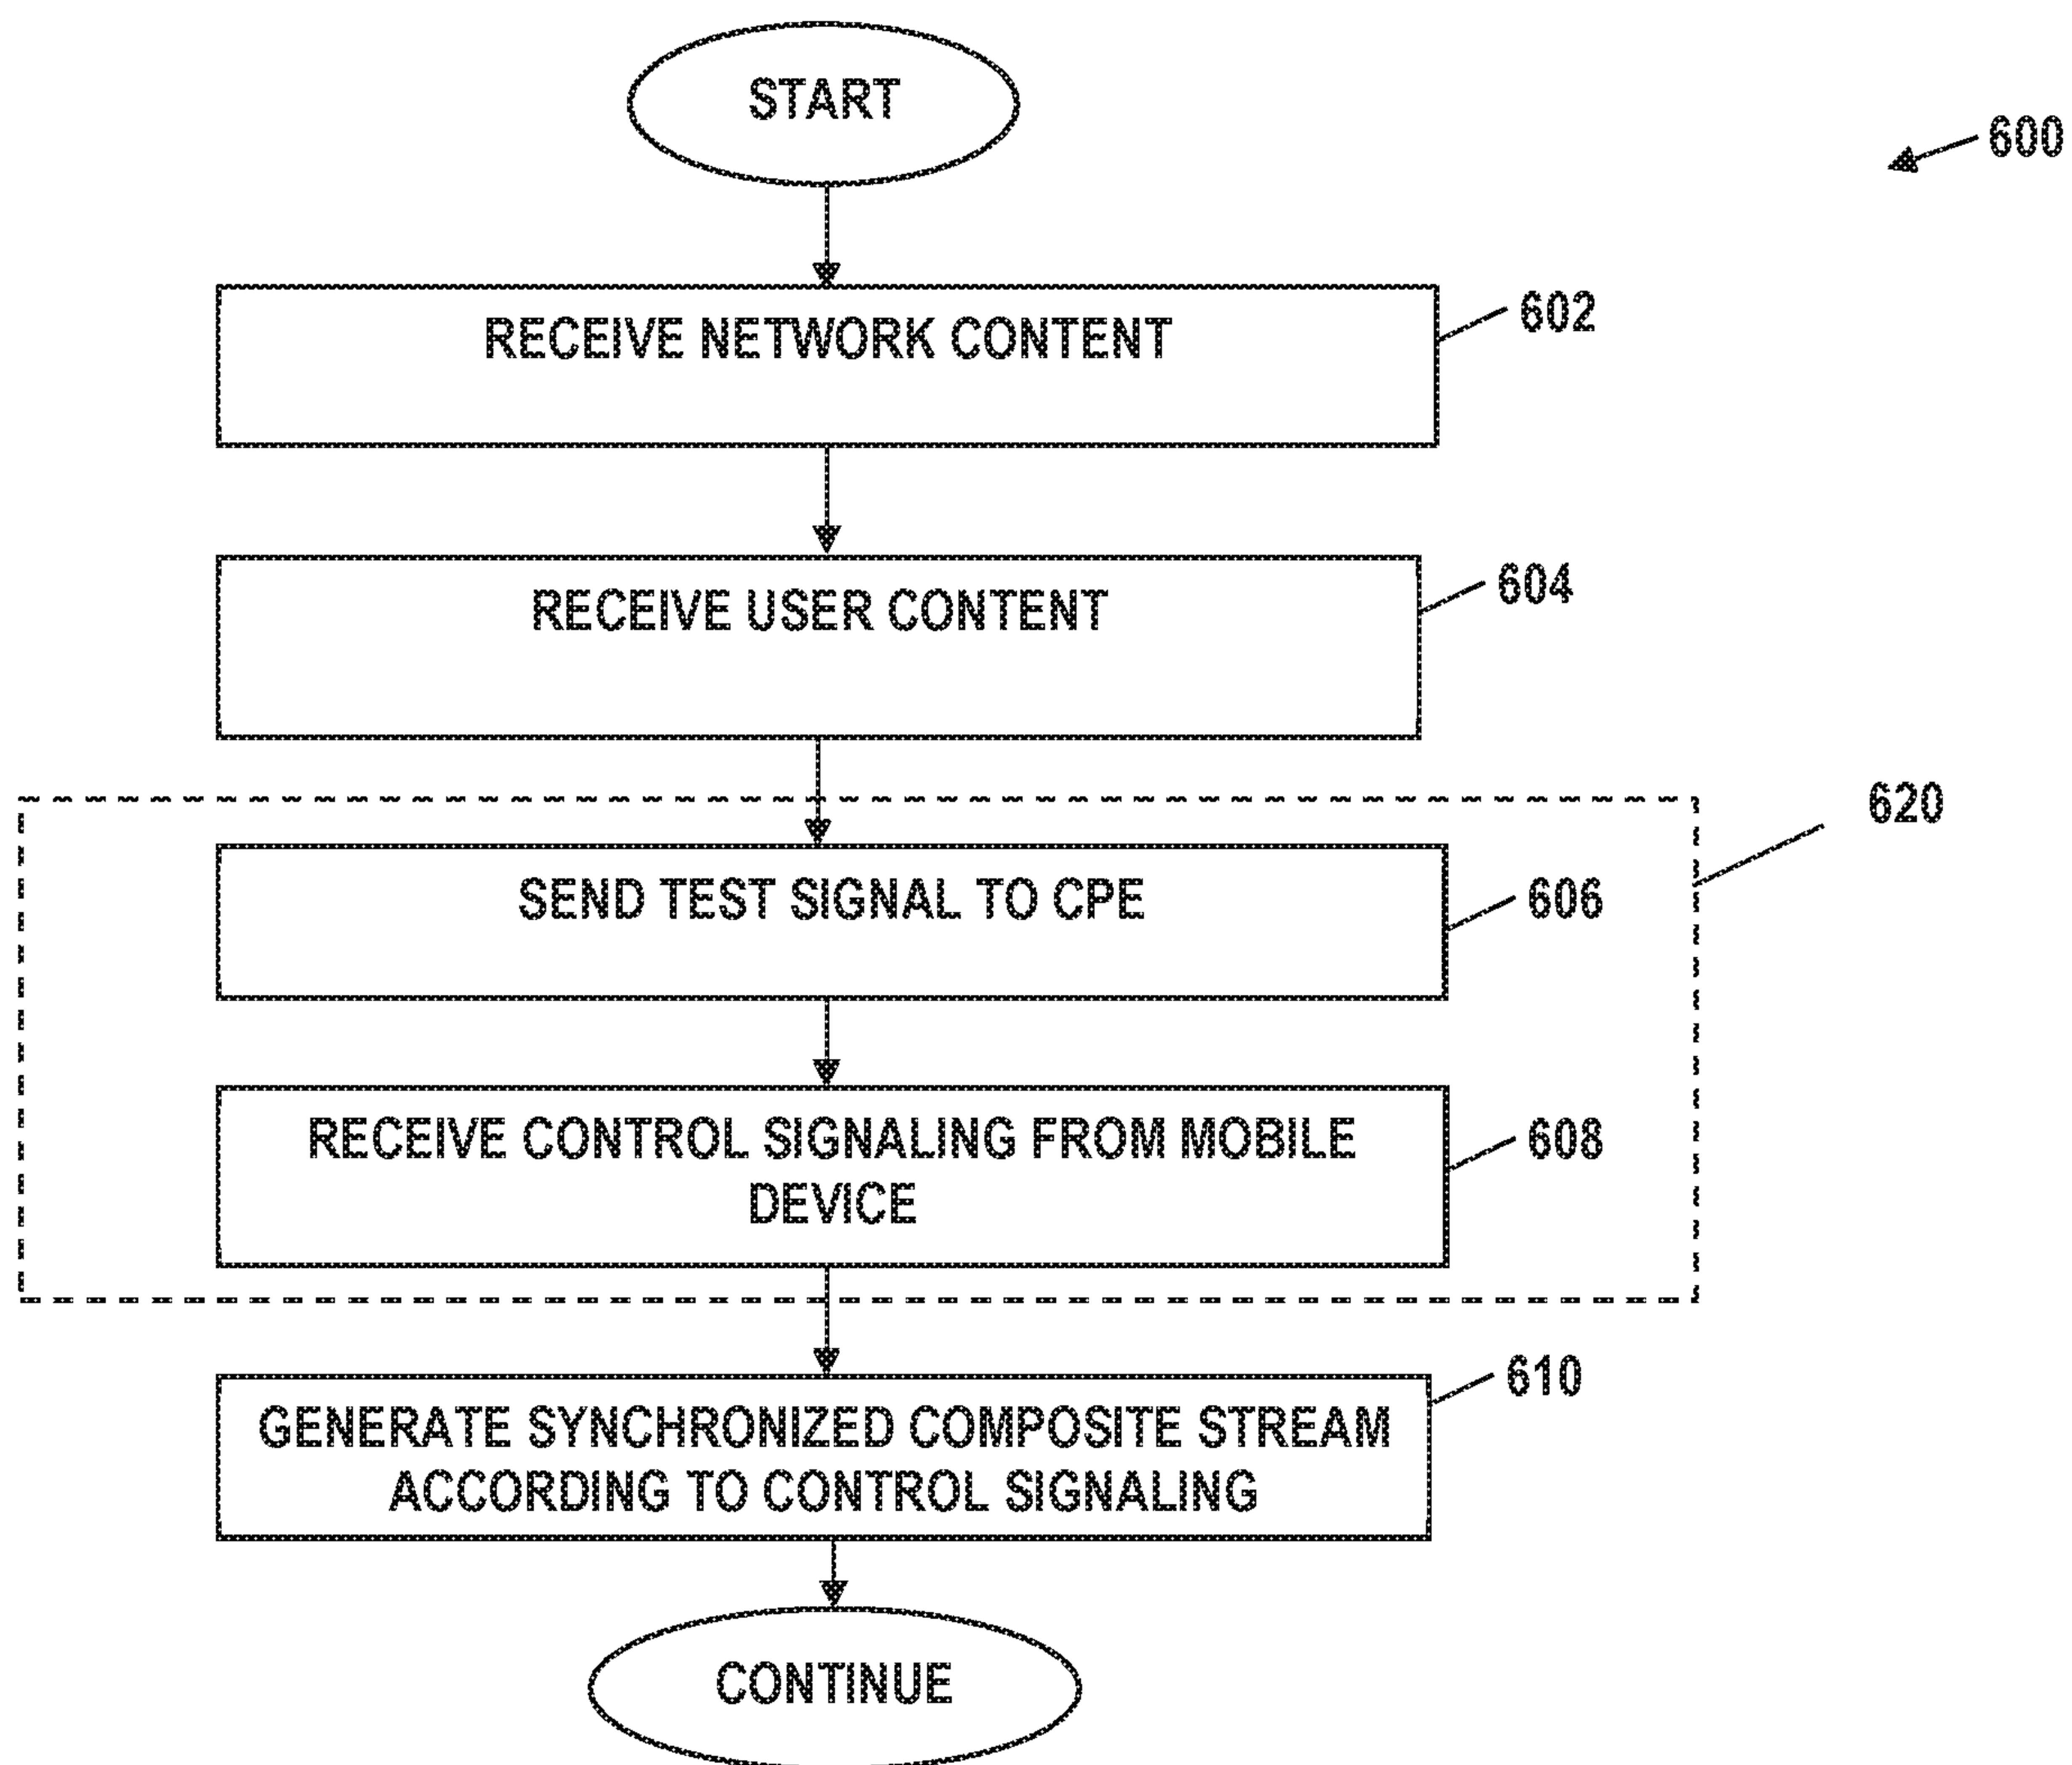 START
600
RECEIVE NETWORK CONTENT
602
RECEIVE USER CONTENT
604
620
SEND TEST SIGNAL TO CPE
606
RECEIVE CONTROL SIGNALING FROM MOBILE
DEVICE
608
610
GENERATE SYNCHRONIZED COMPOSITE STREAM
ACCORDING TO CONTROL SIGNALING
CONTINUE